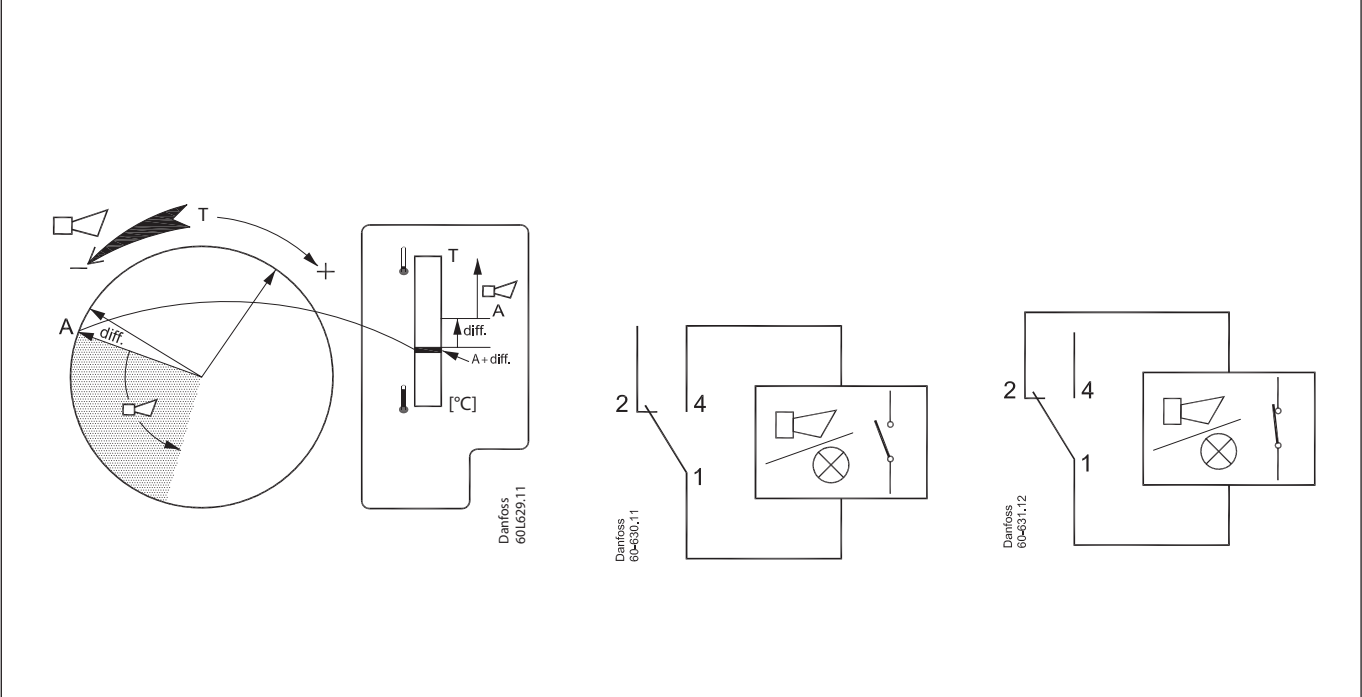 T
−
+
A
diff.
T
A
diff.
A + diff.
[°C]
Danfoss
60L629.11
2
4
1
Danfoss
60-630.11
2
4
1
Danfoss
60-631.12